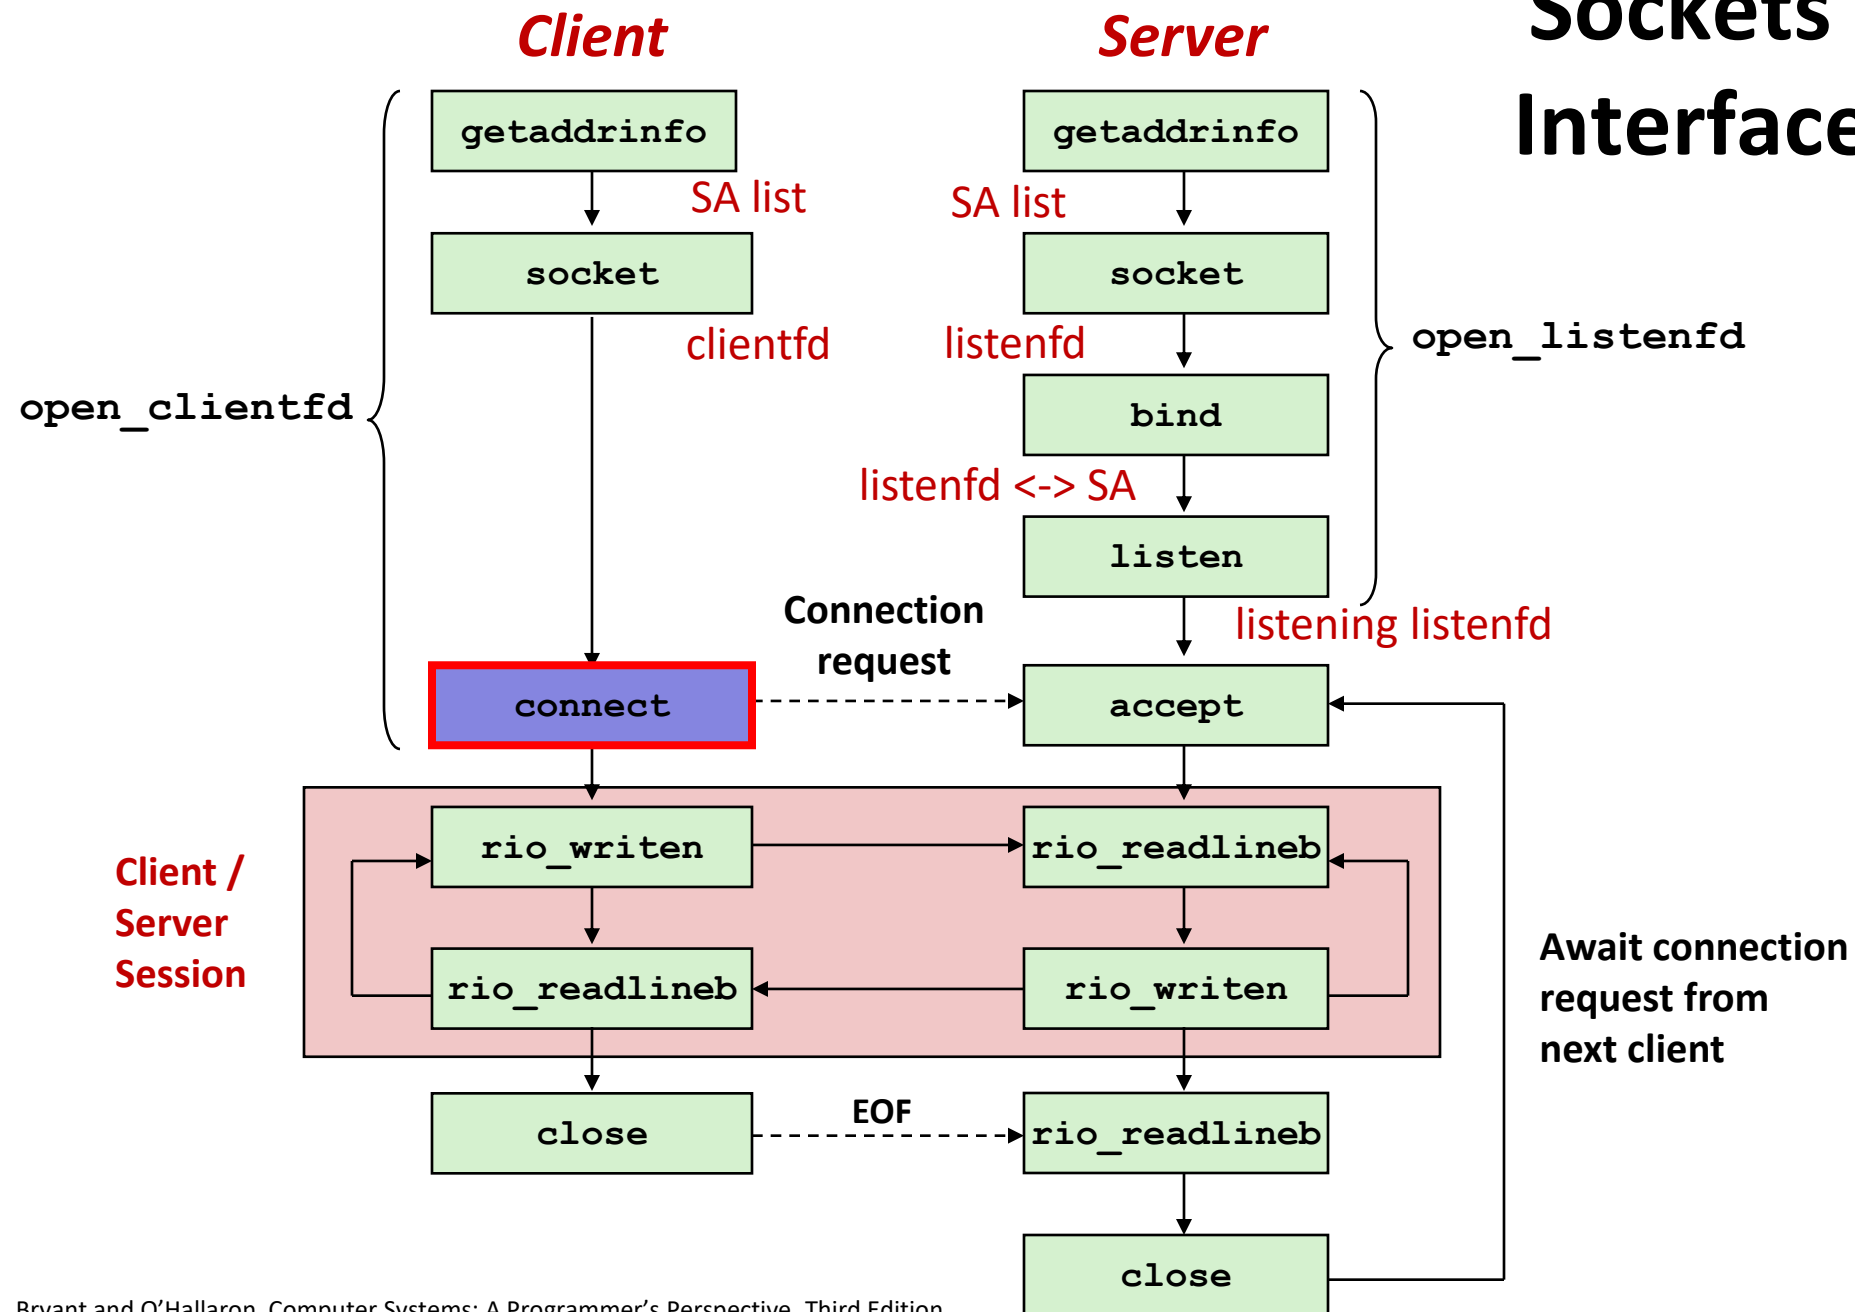 Client
Server
Sockets
Interface
getaddrinfo
getaddrinfo
SA list
SA list
socket
socket
clientfd
listenfd
open_listenfd
open_clientfd
bind
listenfd <-> SA
listen
Connection
request
listening listenfd
connect
accept
Client /
Server
Session
rio_writen
rio_readlineb
rio_readlineb
rio_writen
Await connection
request from
next client
close
EOF
rio_readlineb
close
Bryant and O'Hallaron, Computer Systems: A Programmer's Perspective, Third Edition